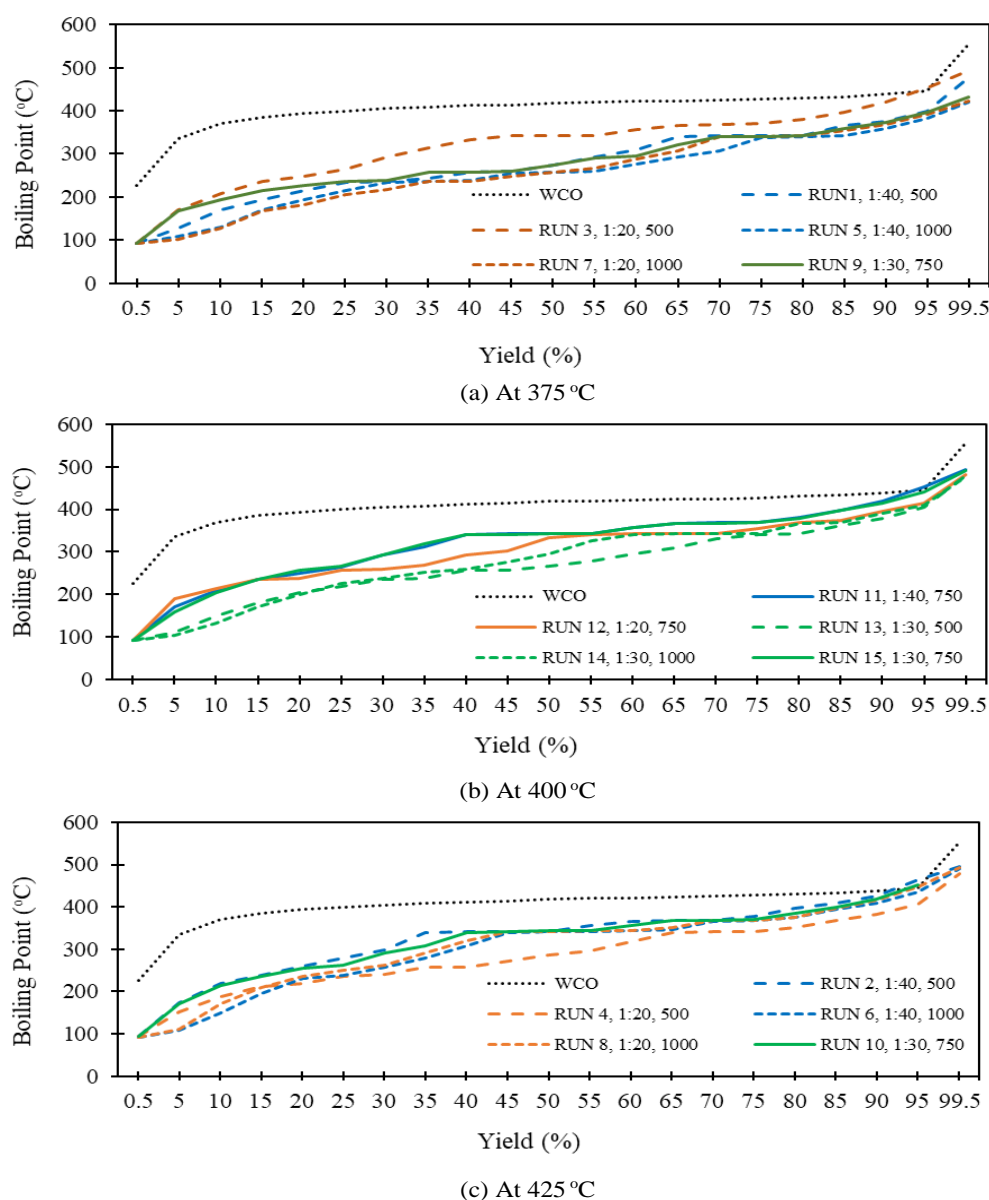 600
500
400
300
200
100
0
Boiling Point (°C)
WCO
RUN1, 1:40, 500
RUN 3, 1:20, 500
RUN 5, 1:40, 1000
RUN 7, 1:20, 1000
RUN 9, 1:30, 750
0.5 5 10 15 20 25 30 35 40 45 50 55 60 65 70 75 80 85 90 95 99.5
Yield (%)
(a) At 375 °C
600
500
400
300
200
100
0
Boiling Point (°C)
WCO
RUN 11, 1:40, 750
RUN 12, 1:20, 750
RUN 13, 1:30, 500
RUN 14, 1:30, 1000
RUN 15, 1:30, 750
0.5 5 10 15 20 25 30 35 40 45 50 55 60 65 70 75 80 85 90 95 99.5
Yield (%)
(b) At 400 °C
600
500
400
300
200
100
0
Boiling Point (°C)
WCO
RUN 2, 1:40, 500
RUN 4, 1:20, 500
RUN 6, 1:40, 1000
RUN 8, 1:20, 1000
RUN 10, 1:30, 750
0.5 5 10 15 20 25 30 35 40 45 50 55 60 65 70 75 80 85 90 95 99.5
Yield (%)
(c) At 425 °C